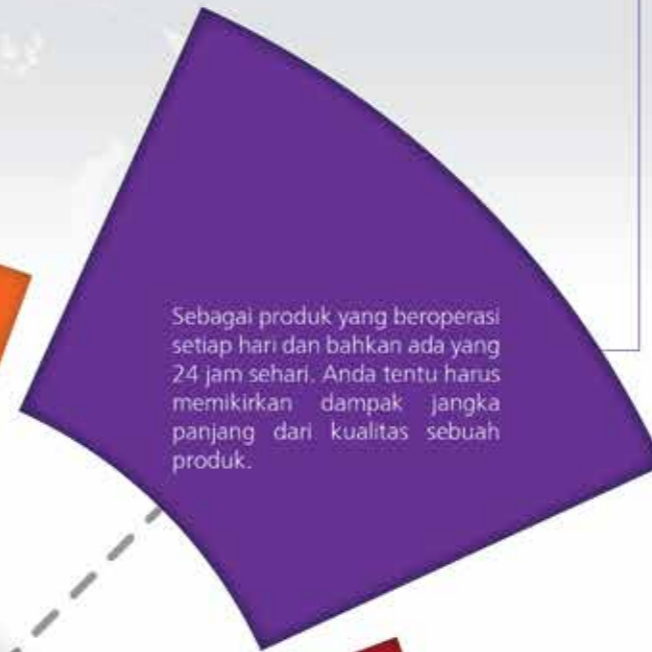 Sebagai produk yang beroperasi
setiap hari dan bahkan ada yang
24 jam sehari. Anda tentu harus
memikirkan dampak jangka
panjang dari kualitas sebuah
produk.